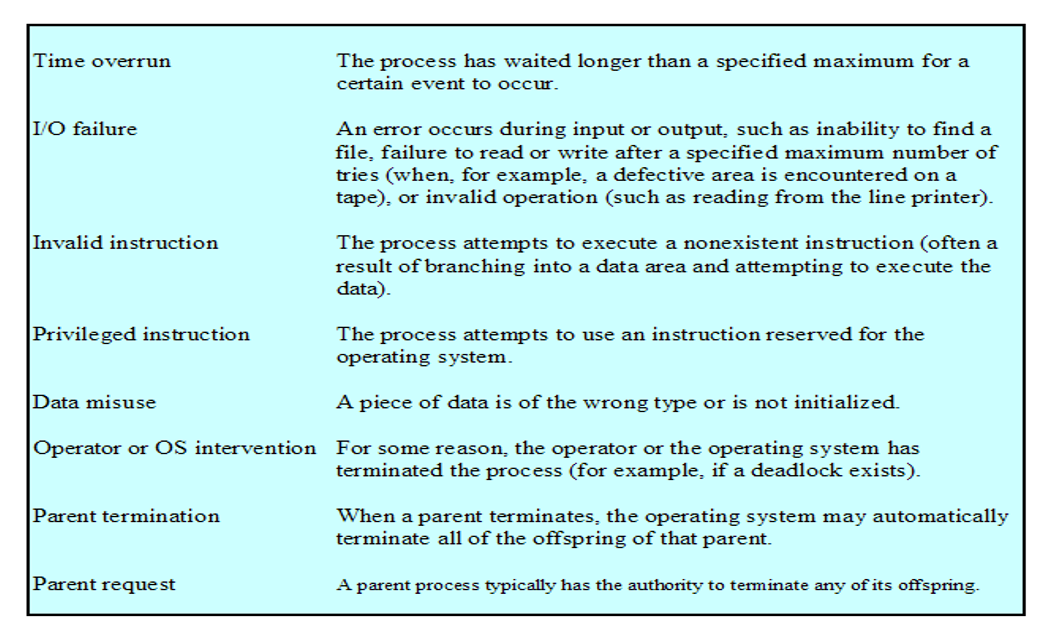 Time overrun The process has waited longer than a specified maximum for a
certain event to occur.
I/O failure An error occurs during input or output, such as inability to find a
file, failure to read or write after a specified maximum number of
tries (when, for example, a defective area is encountered on a
tape), or invalid operation (such as reading from the line printer).
Invalid instruction The process attempts to execute a nonexistent instruction (often a
result of branching into a data area and attempting to execute the
data).
Privileged instruction The process attempts to use an instruction reserved for the
operating system.
Data misuse A piece of data is of the wrong type or is not initialized.
Operator or OS intervention For some reason, the operator or the operating system has
terminated the process (for example, if a deadlock exists).
Parent termination When a parent terminates, the operating system may automatically
terminate all of the offspring of that parent.
Parent request A parent process typically has the authority to terminate any of its offspring.